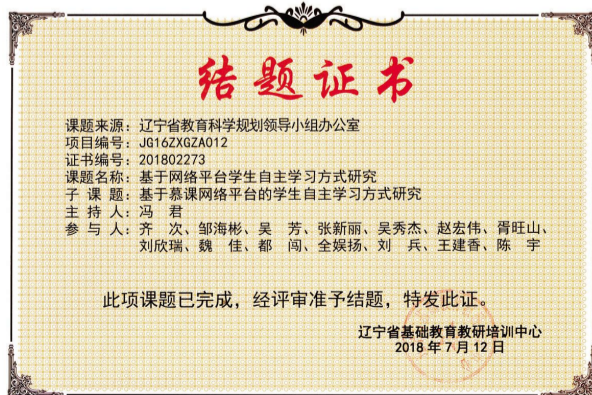 结题证书
课题来源：辽宁省教育科学规划领导小组办公室
项目编号：JG16ZXGZA012
证书编号：201802273
课题名称：基于网络平台学生自主学习方式研究
子 课 题：基于慕课网络平台的学生自主学习方式研究
主 持 人：冯　君
参 与 人：齐　次、邹海彬、吴　芳、张新丽、吴秀杰、赵宏伟、胥旺山、
刘欣瑞、魏　佳、都　闯、全娱扬、刘　兵、王建香、陈　宇
此项课题已完成，经评审准予结题，特发此证。
辽宁省基础教育教研培训中心
2018 年 7 月 12 日